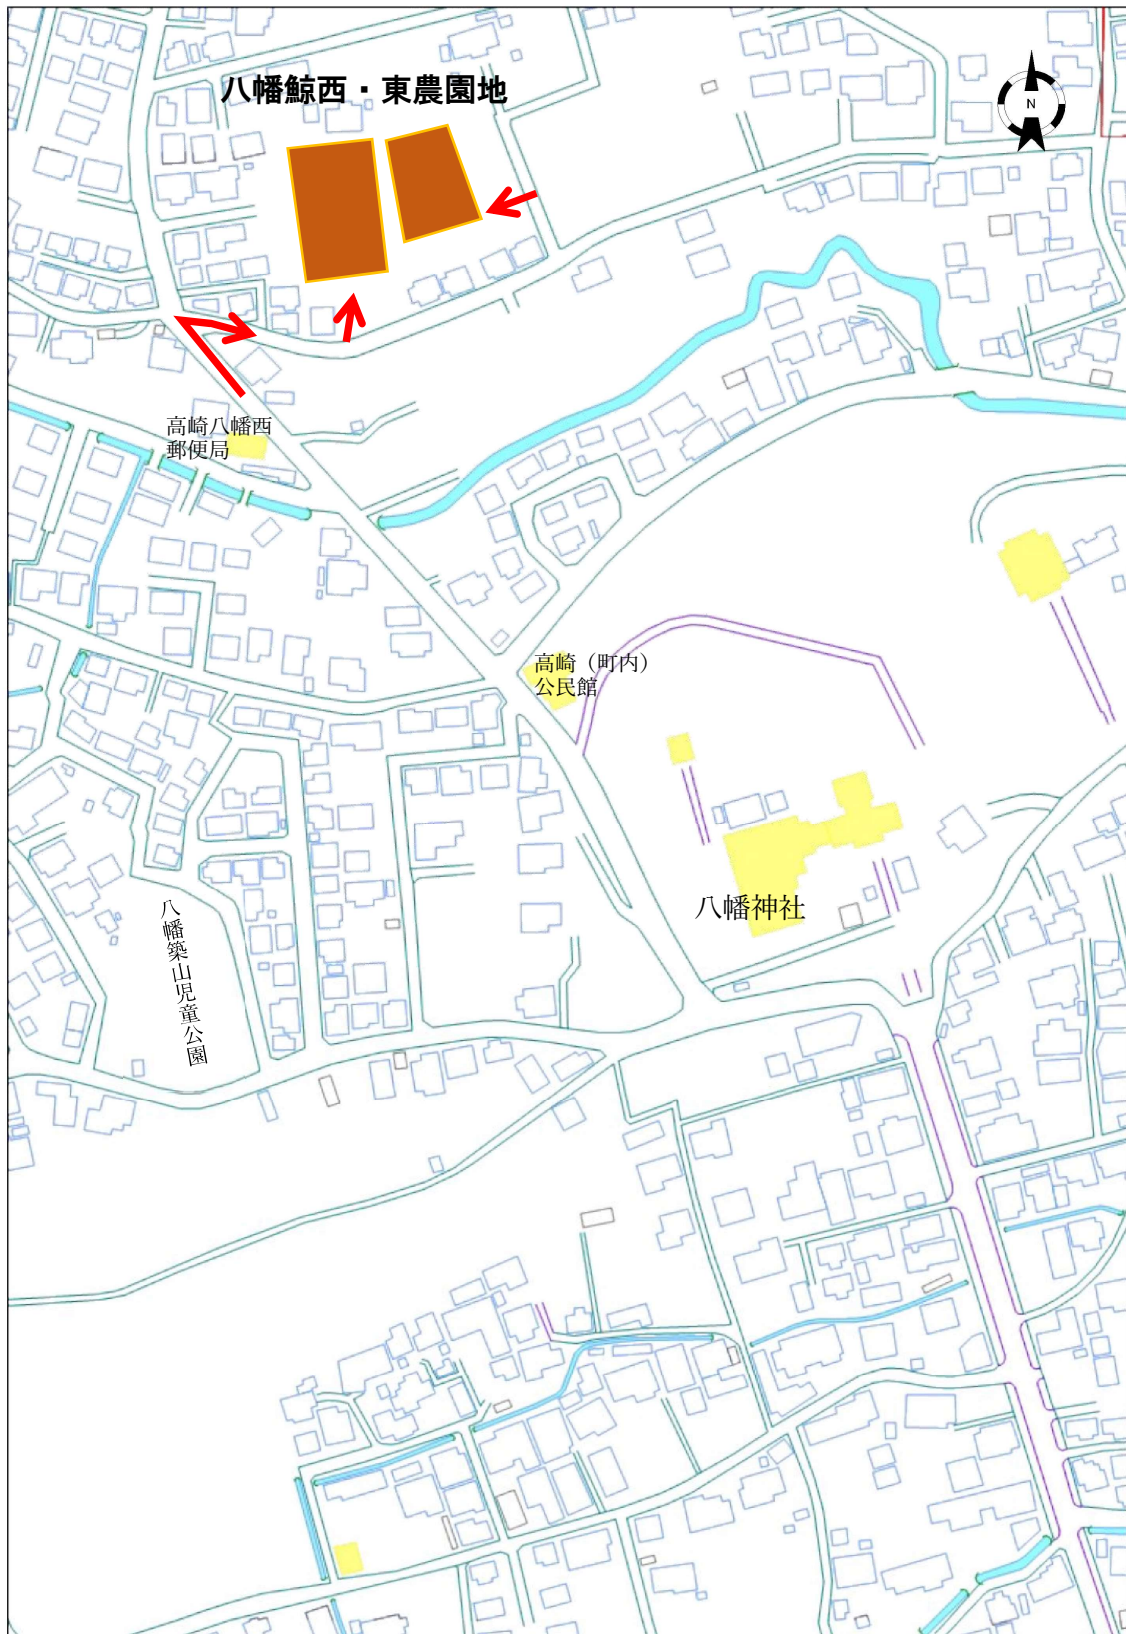 八幡鯨西・東農園地
N
高崎八幡西
郵便局
高崎（町内）
公民館
八幡神社
八幡築山児童公園